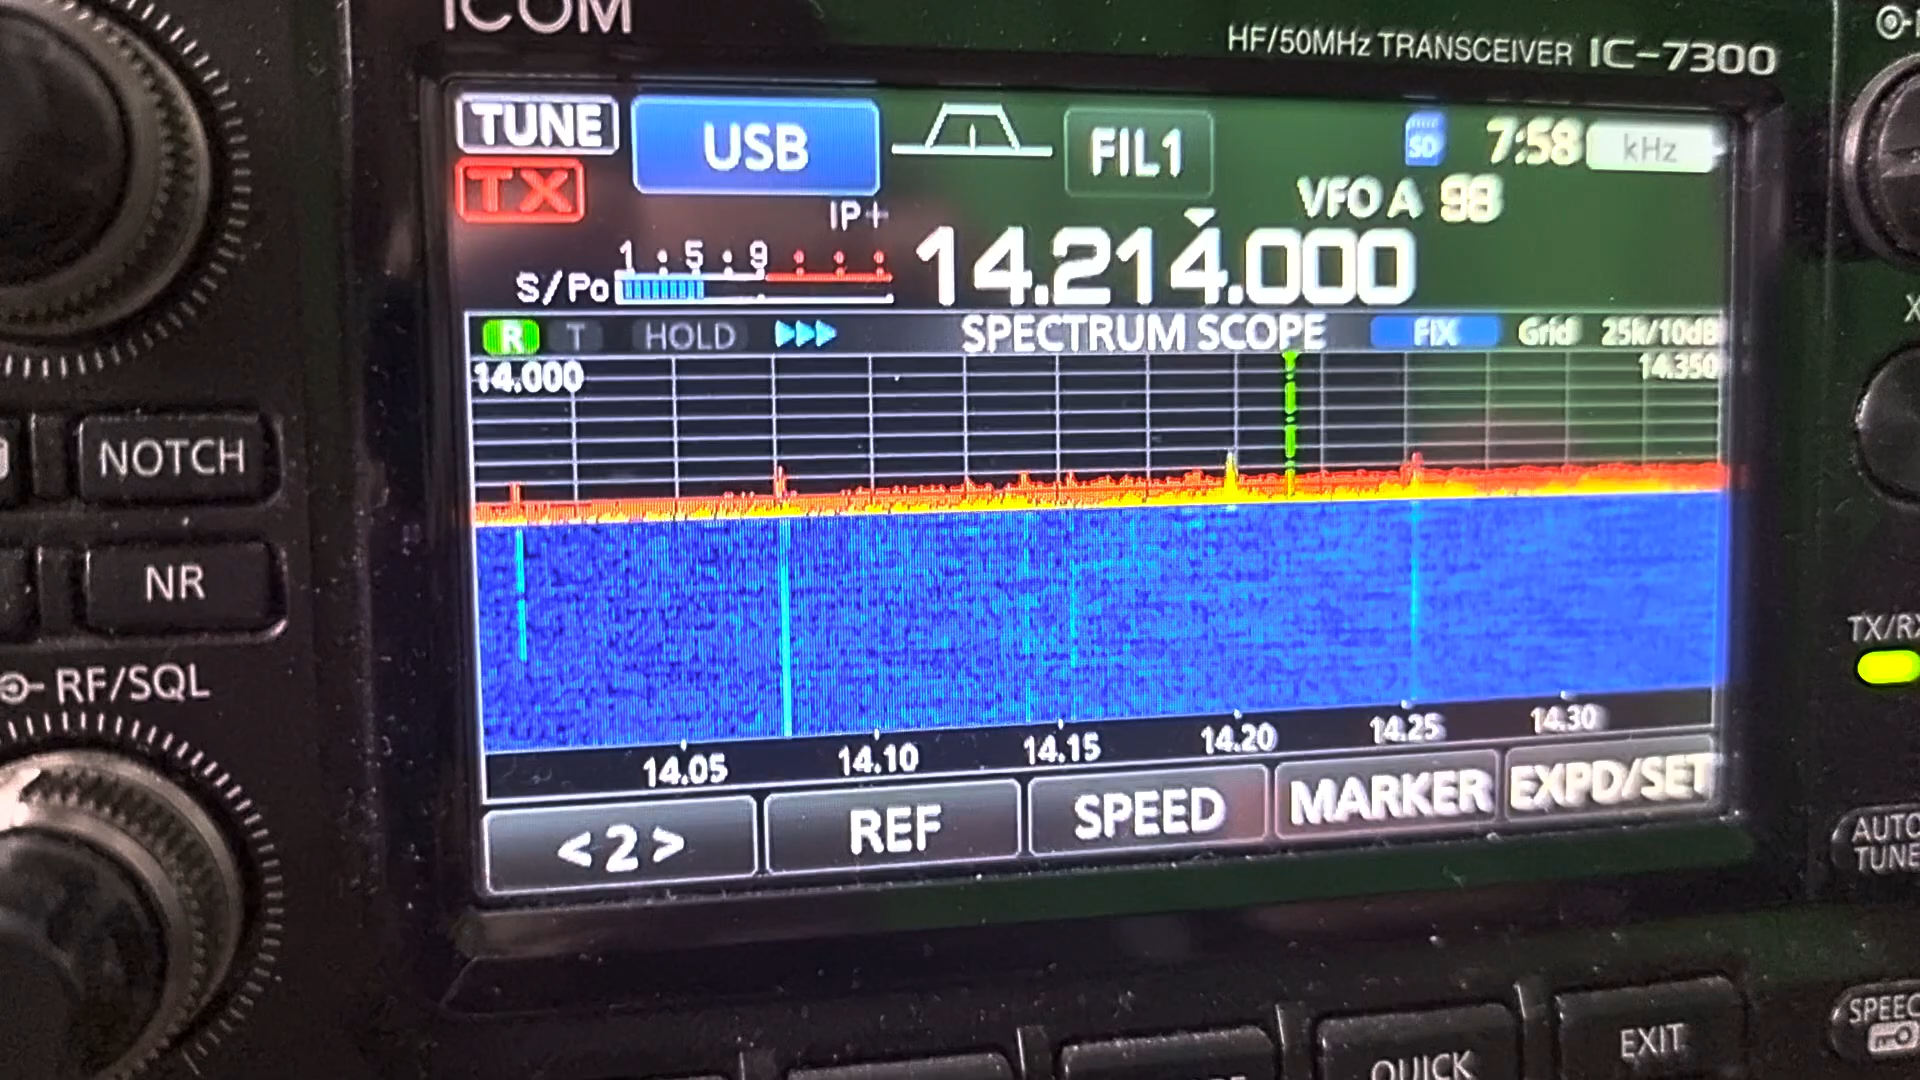 ICOM
HF/50MHz TRANSCEIVER IC-7300
TUNE
USB
FIL1
SD
7:58
kHz
TX
IP+
VFO A 98
1 5 9
S/Po
14.214.000
R T HOLD SPECTRUM SCOPE FIX Grid 25k/10dB
14.000
14.350
NOTCH
NR
RF/SQL
TX/RX
14.05 14.10 14.15 14.20 14.25 14.30
<2> REF SPEED MARKER EXPD/SET
AUTO
TUNE
SPEEC
QUICK
EXIT